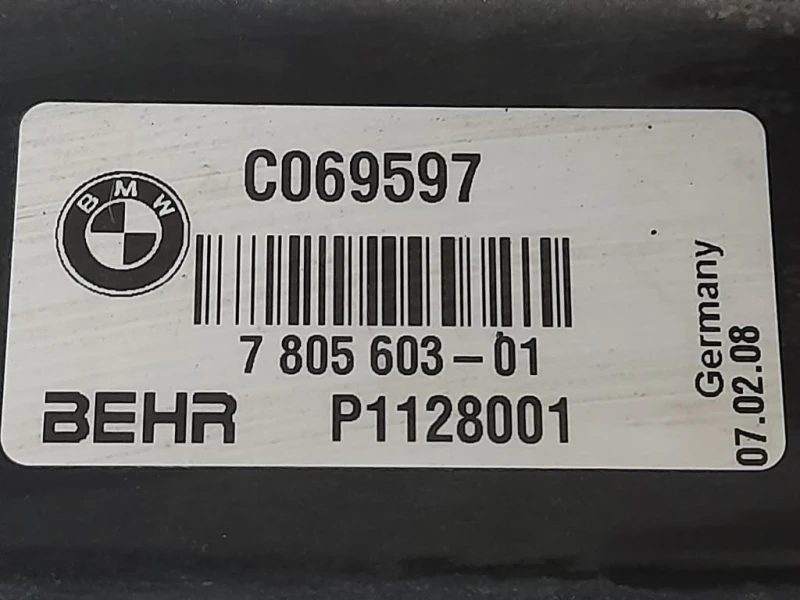 C069597
BMW
7 805 603-01
BEHR P1128001
Germany
07.02.08